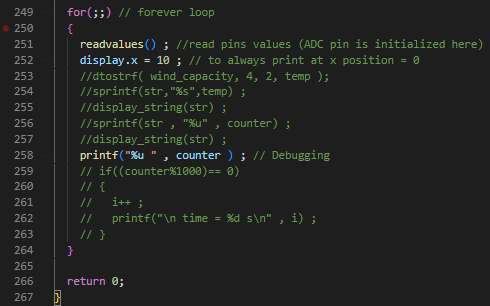 249 for(;;) // forever loop
250 {
251 readvalues() ; //read pins values (ADC pin is initialized here)
252 display.x = 10 ; // to always print at x position = 0
253 //dtostrf( wind_capacity, 4, 2, temp );
254 //sprintf(str,"%s",temp) ;
255 //display_string(str) ;
256 //sprintf(str , "%u" , counter) ;
257 //display_string(str) ;
258 printf("%u " , counter ) ; // Debugging
259 // if((counter%1000)== 0)
260 // {
261 //   i++ ;
262 //   printf("\n time = %d s\n" , i) ;
263 // }
264 }
265
266 return 0;
267 }